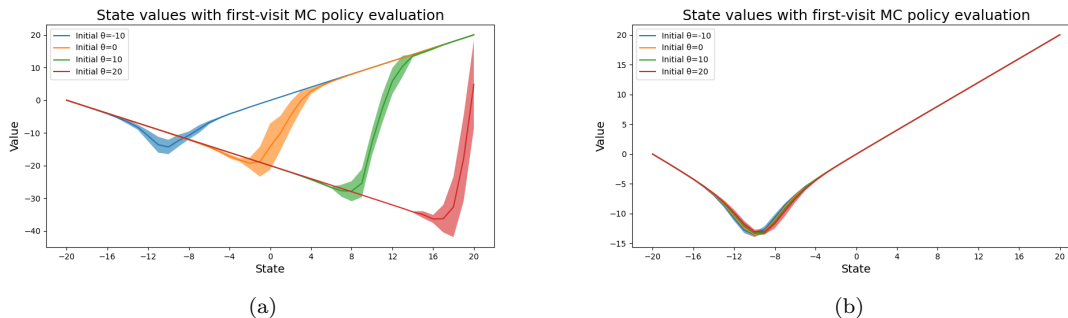 State values with first-visit MC policy evaluation
Initial θ=-10
Initial θ=0
Initial θ=10
Initial θ=20
20
10
0
−10
−20
−30
−40
Value
−20 −16 −12 −8 −4 0 4 8 12 16 20
State
(a)
State values with first-visit MC policy evaluation
Initial θ=-10
Initial θ=0
Initial θ=10
Initial θ=20
20
15
10
5
0
−5
−10
−15
Value
−20 −16 −12 −8 −4 0 4 8 12 16 20
State
(b)